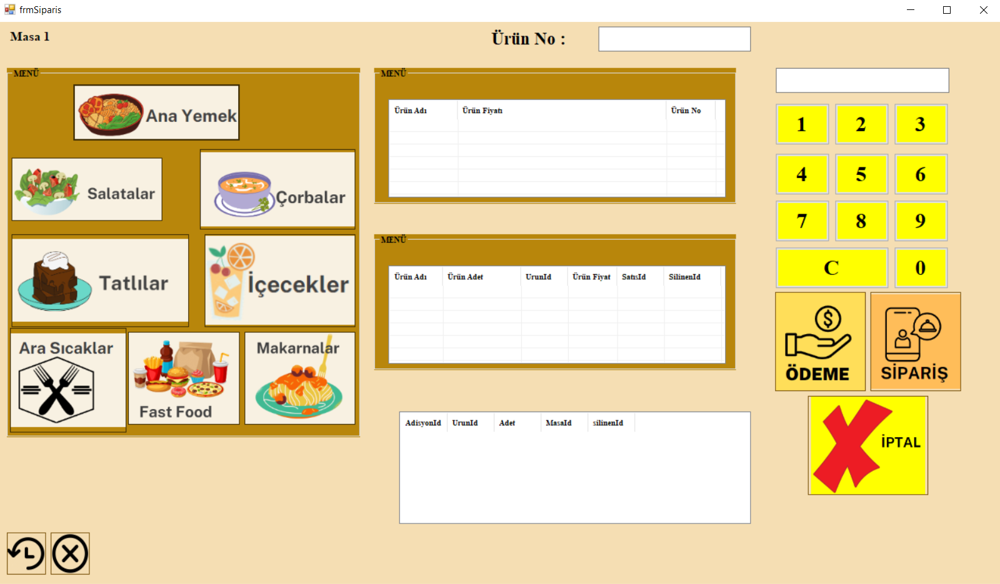 frmSiparis
Masa 1
Ürün No :
MENÜ
Ana Yemek
Salatalar
Çorbalar
Tatlılar
İçecekler
Ara Sıcaklar
Fast Food
Makarnalar
MENÜ
Ürün Adı Ürün Fiyatı Ürün No
MENÜ
Ürün Adı Ürün Adet UrunId Ürün Fiyat SatısId SilinenId
AdisyonId UrunId Adet MasaId silinenId
1 2 3
4 5 6
7 8 9
C 0
$
ÖDEME
SİPARİŞ
İPTAL